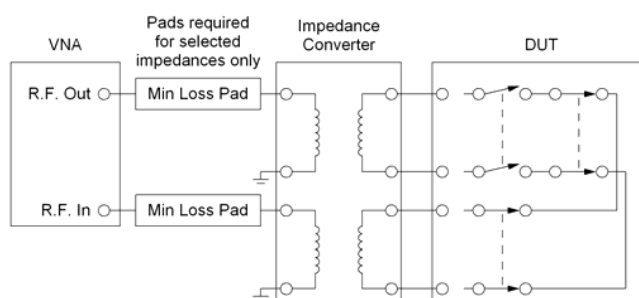 VNA
Pads required
for selected
impedances only
Impedance
Converter
DUT
R.F. Out
Min Loss Pad
R.F. In
Min Loss Pad